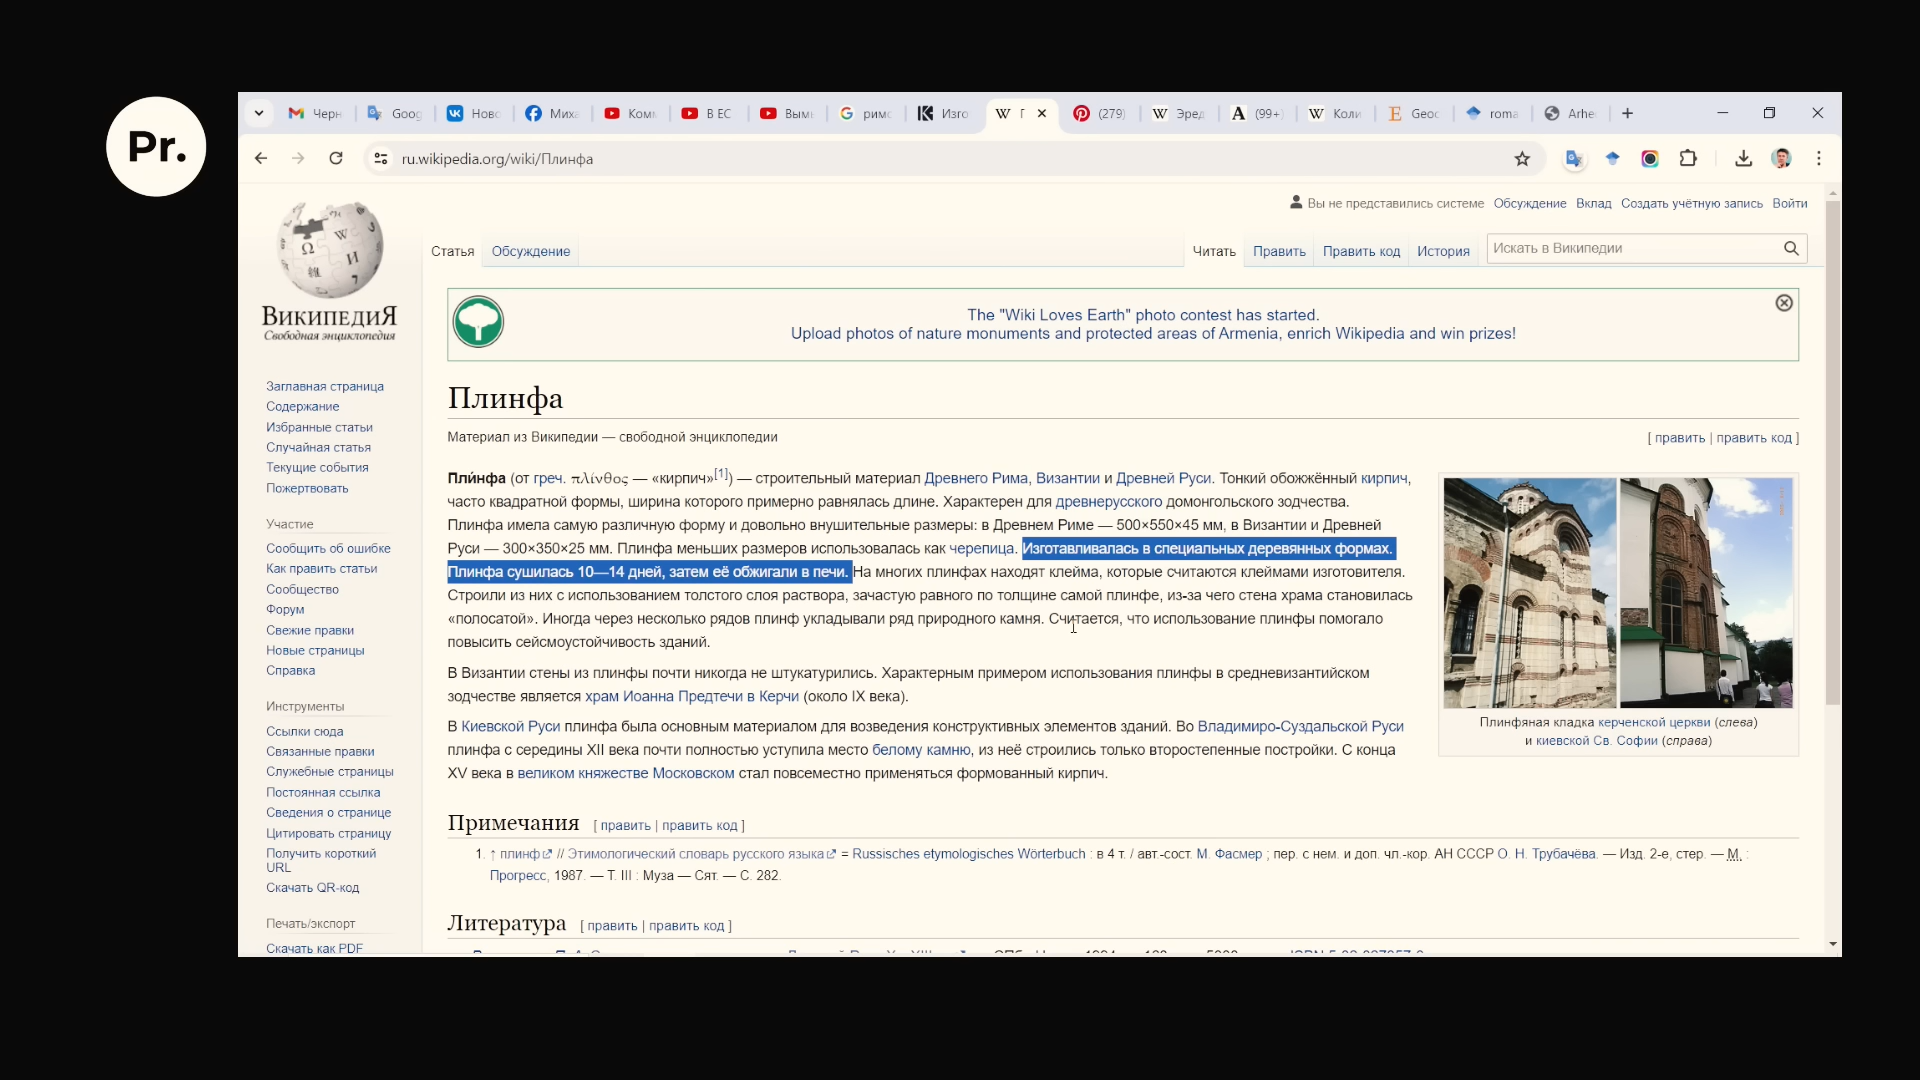 Pr.
Черн
Goog
Ново
Миха
Ком
В ЕС
Вым
римс
Изго
(279)
Эред
(99+)
Коли
Geoc
roma
Arhe
ru.wikipedia.org/wiki/Плинфа
Вы не представились системе Обсуждение Вклад Создать учётную запись Войти
ВикипедиЯ
Свободная энциклопедия
Статья Обсуждение Читать Править Править код История Искать в Википедии
The "Wiki Loves Earth" photo contest has started.
Upload photos of nature monuments and protected areas of Armenia, enrich Wikipedia and win prizes!
Заглавная страница
Содержание
Избранные статьи
Случайная статья
Текущие события
Пожертвовать
Участие
Сообщить об ошибке
Как править статьи
Сообщество
Форум
Свежие правки
Новые страницы
Справка
Инструменты
Ссылки сюда
Связанные правки
Служебные страницы
Постоянная ссылка
Сведения о странице
Цитировать страницу
Получить короткий
URL
Скачать QR-код
Печать/экспорт
Скачать как PDF
Плинфа
Материал из Википедии — свободной энциклопедии [ править | править код ]
Пли́нфа (от греч. πλίνθος — «кирпич»[1]) — строительный материал Древнего Рима, Византии и Древней Руси. Тонкий обожжённый кирпич,
часто квадратной формы, ширина которого примерно равнялась длине. Характерен для древнерусского домонгольского зодчества.
Плинфа имела самую различную форму и довольно внушительные размеры: в Древнем Риме — 500×550×45 мм, в Византии и Древней
Руси — 300×350×25 мм. Плинфа меньших размеров использовалась как черепица. Изготавливалась в специальных деревянных формах.
Плинфа сушилась 10—14 дней, затем её обжигали в печи. На многих плинфах находят клейма, которые считаются клеймами изготовителя.
Строили из них с использованием толстого слоя раствора, зачастую равного по толщине самой плинфе, из-за чего стена храма становилась
«полосатой». Иногда через несколько рядов плинф укладывали ряд природного камня. Считается, что использование плинфы помогало
повысить сейсмоустойчивость зданий.
В Византии стены из плинфы почти никогда не штукатурились. Характерным примером использования плинфы в средневизантийском
зодчестве является храм Иоанна Предтечи в Керчи (около IX века).
В Киевской Руси плинфа была основным материалом для возведения конструктивных элементов зданий. Во Владимиро-Суздальской Руси
плинфа с середины XII века почти полностью уступила место белому камню, из неё строились только второстепенные постройки. С конца
XV века в великом княжестве Московском стал повсеместно применяться формованный кирпич.
Плинфяная кладка керченской церкви (слева)
и киевской Св. Софии (справа)
Примечания [ править | править код ]
1. ↑ плинф // Этимологический словарь русского языка = Russisches etymologisches Wörterbuch : в 4 т. / авт.-сост. М. Фасмер ; пер. с нем. и доп. чл.-кор. АН СССР О. Н. Трубачёва. — Изд. 2-е, стер. — М. :
Прогресс, 1987. — Т. III : Муза — Сят. — С. 282.
Литература [ править | править код ]